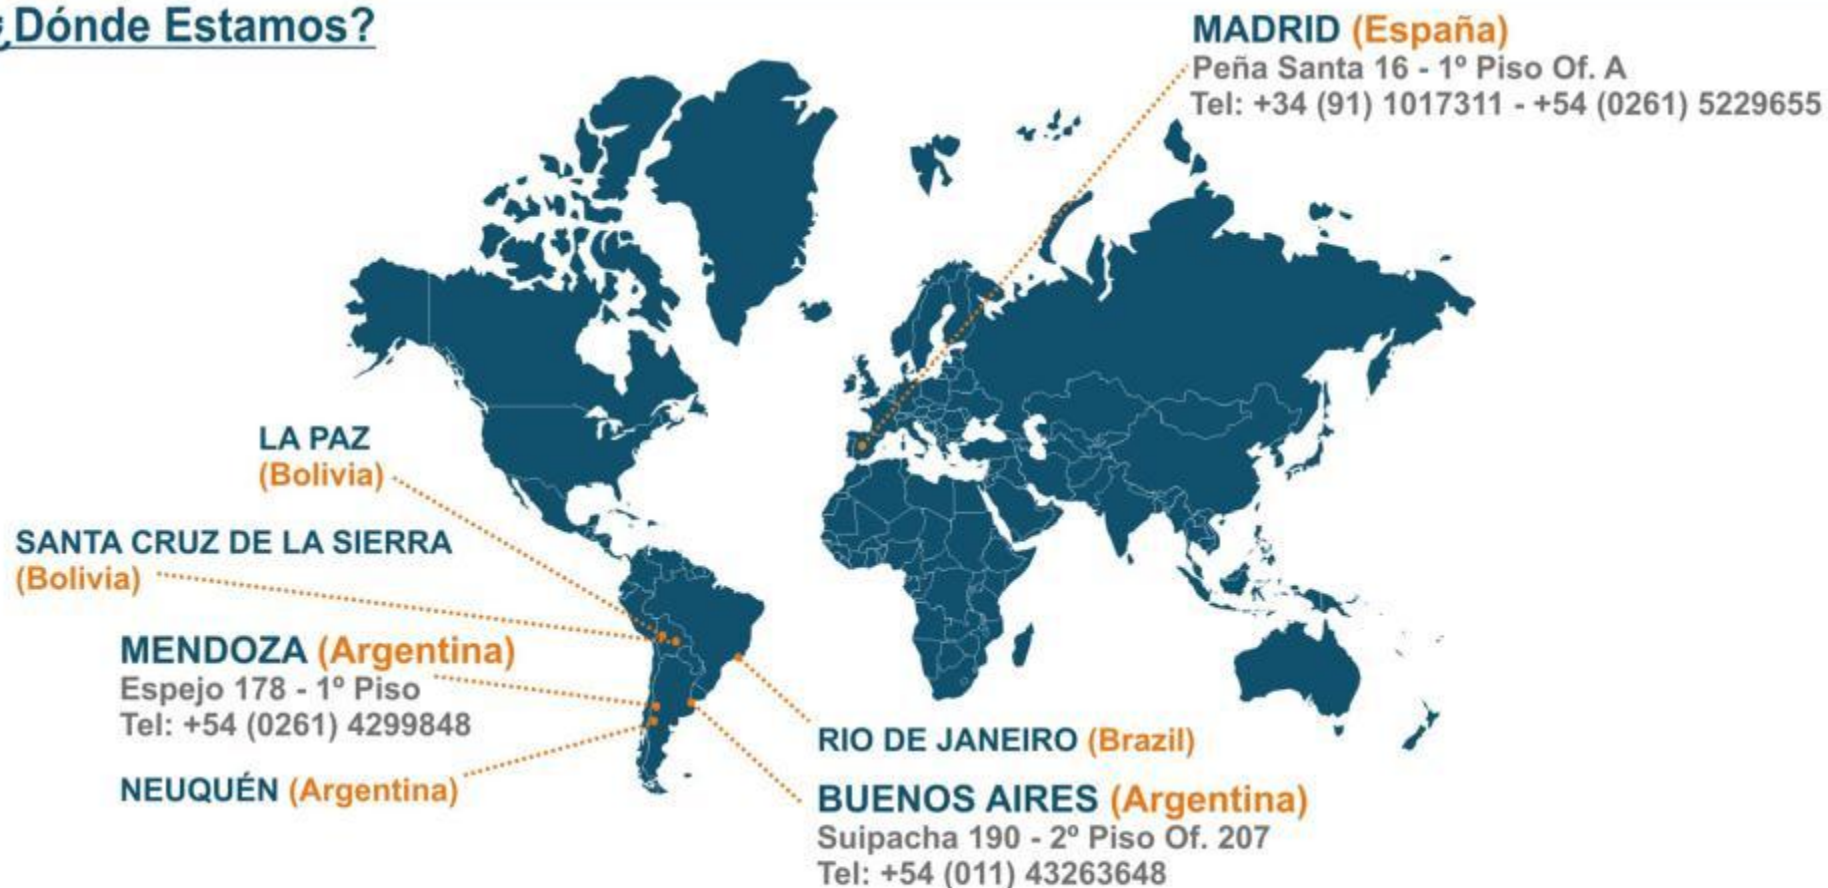 ¿Dónde Estamos?
MADRID (España)
Peña Santa 16 - 1º Piso Of. A
Tel: +34 (91) 1017311 - +54 (0261) 5229655
LA PAZ
(Bolivia)
SANTA CRUZ DE LA SIERRA
(Bolivia)
MENDOZA (Argentina)
Espejo 178 - 1º Piso
Tel: +54 (0261) 4299848
NEUQUÉN (Argentina)
RIO DE JANEIRO (Brazil)
BUENOS AIRES (Argentina)
Suipacha 190 - 2º Piso Of. 207
Tel: +54 (011) 43263648